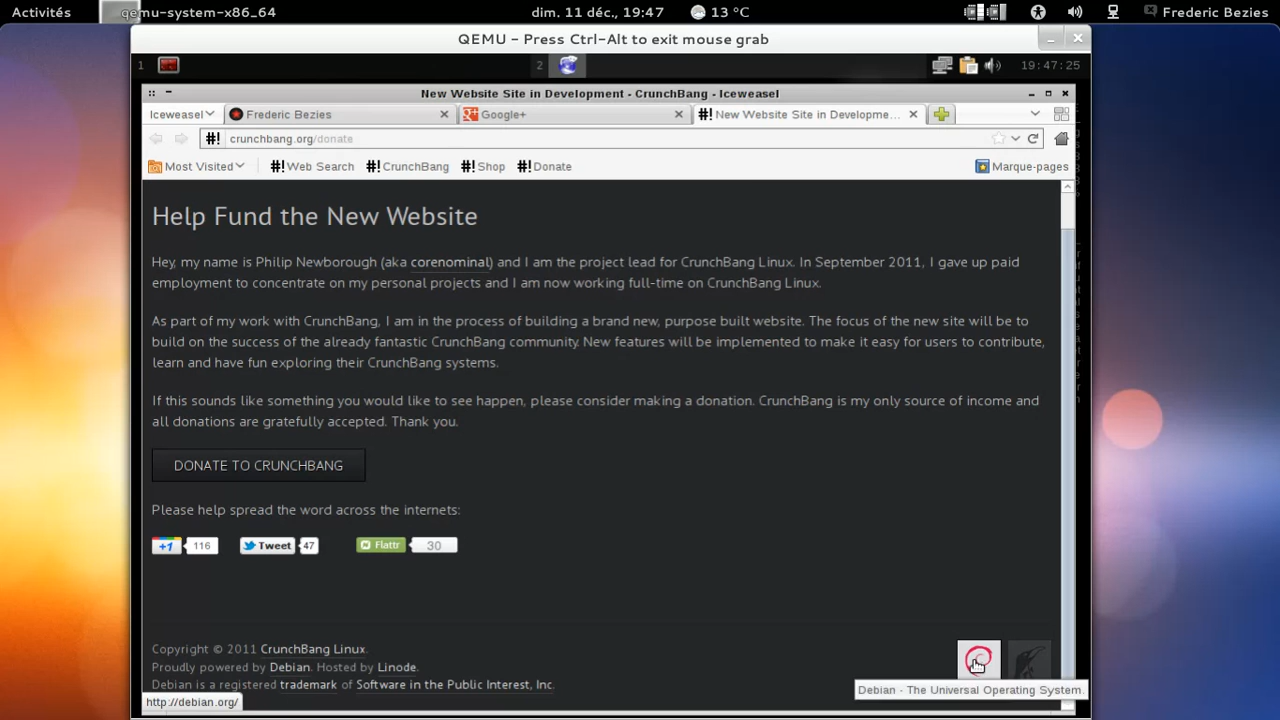 Activités
qemu-system-x86_64
dim. 11 déc., 19:47
13 °C
Frederic Bezies
QEMU - Press Ctrl-Alt to exit mouse grab
1
2
19:47:25
New Website Site in Development - CrunchBang - Iceweasel
Iceweasel
Frederic Bezies
Google+
#! New Website Site in Developme...
#! crunchbang.org/donate
Most Visited
#! Web Search
#! CrunchBang
#! Shop
#! Donate
Marque-pages
Help Fund the New Website
Hey, my name is Philip Newborough (aka corenominal) and I am the project lead for CrunchBang Linux. In September 2011, I gave up paid
employment to concentrate on my personal projects and I am now working full-time on CrunchBang Linux.
As part of my work with CrunchBang, I am in the process of building a brand new, purpose built website. The focus of the new site will be to
build on the success of the already fantastic CrunchBang community. New features will be implemented to make it easy for users to contribute,
learn and have fun exploring their CrunchBang systems.
If this sounds like something you would like to see happen, please consider making a donation. CrunchBang is my only source of income and
all donations are gratefully accepted. Thank you.
DONATE TO CRUNCHBANG
Please help spread the word across the internets:
+1 116
Tweet 47
Flattr 30
Copyright © 2011 CrunchBang Linux.
Proudly powered by Debian. Hosted by Linode.
Debian is a registered trademark of Software in the Public Interest, Inc.
Debian - The Universal Operating System.
http://debian.org/